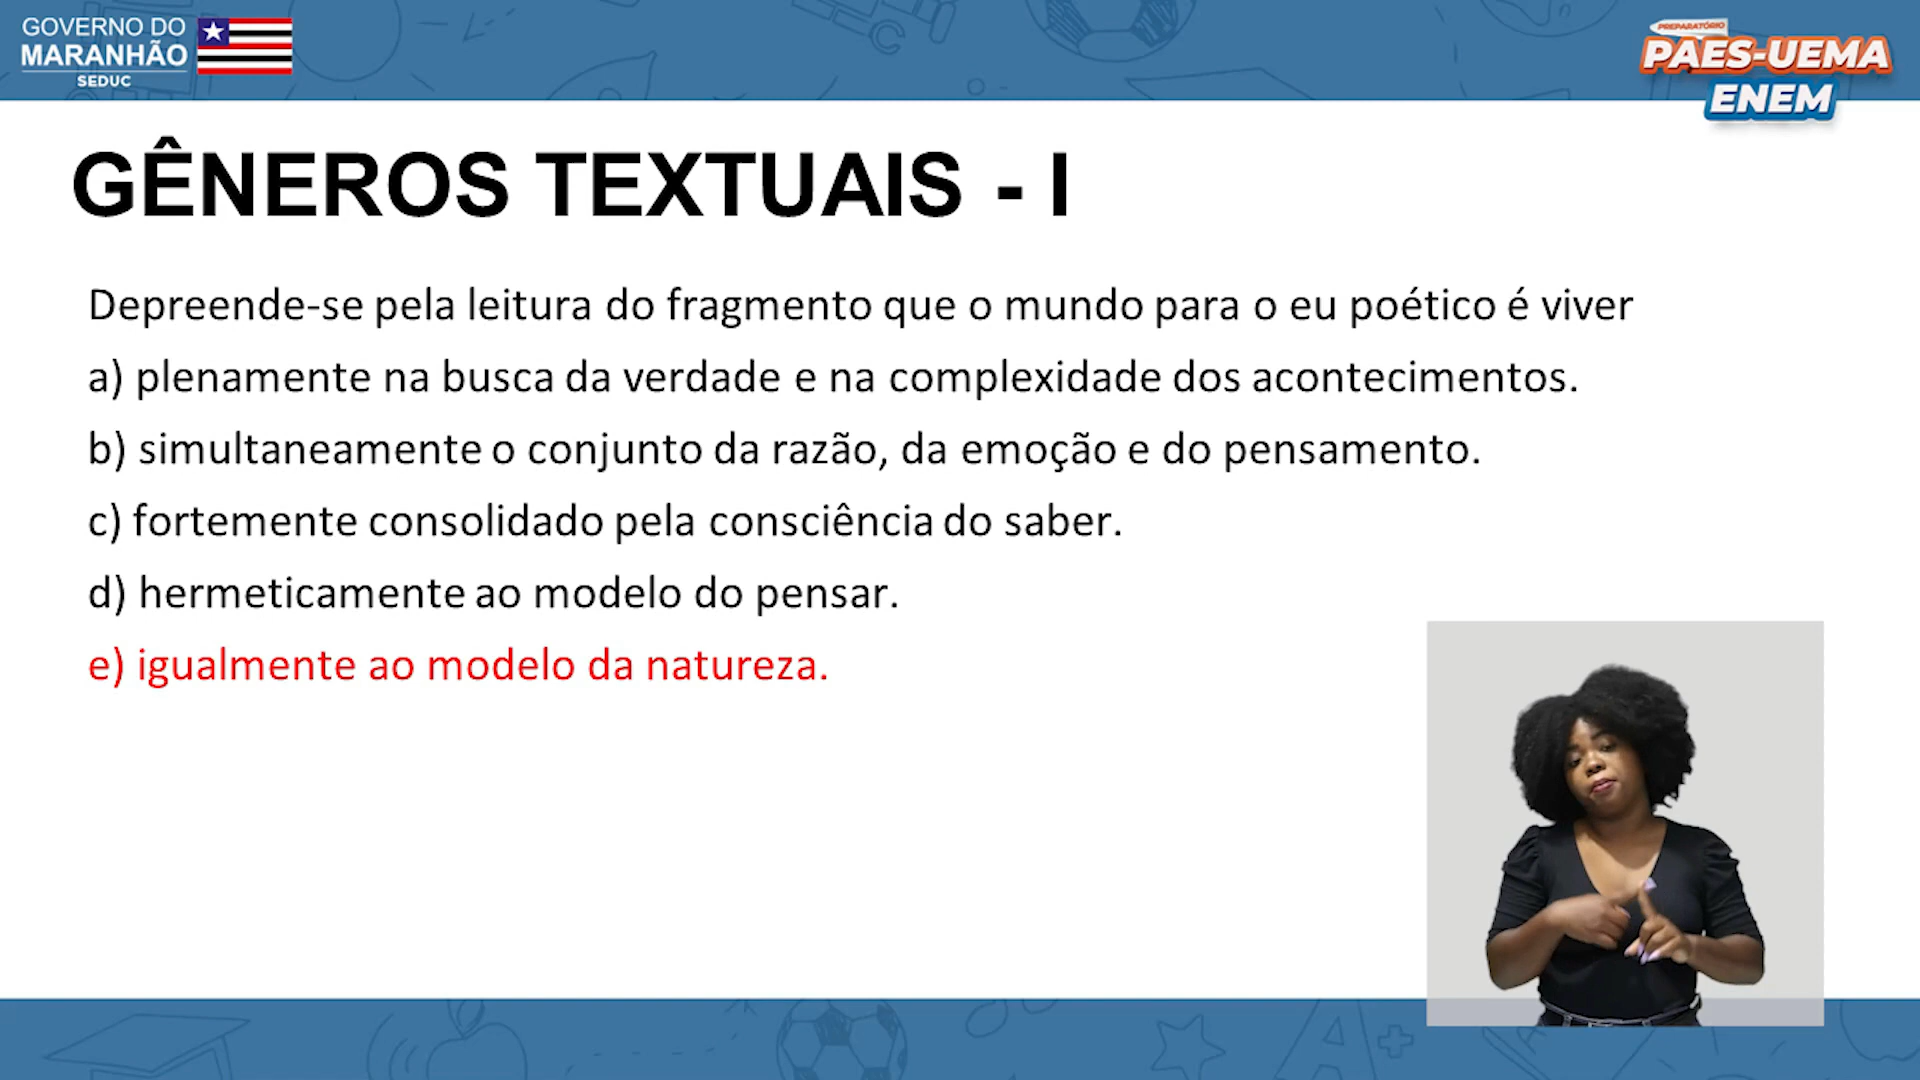 GOVERNO DO
MARANHÃO
SEDUC
PREPARATÓRIO
PAES-UEMA
ENEM
GÊNEROS TEXTUAIS - I
Depreende-se pela leitura do fragmento que o mundo para o eu poético é viver
a) plenamente na busca da verdade e na complexidade dos acontecimentos.
b) simultaneamente o conjunto da razão, da emoção e do pensamento.
c) fortemente consolidado pela consciência do saber.
d) hermeticamente ao modelo do pensar.
e) igualmente ao modelo da natureza.
A+